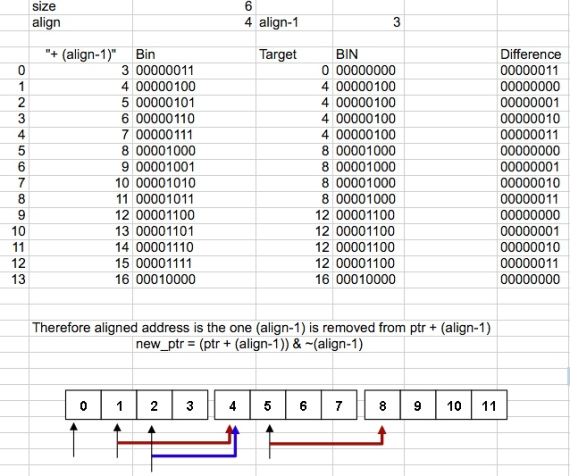 size 6
align 4 align-1 3
"+ (align-1)" Bin Target BIN Difference
0 3 00000011 0 00000000 00000011
1 4 00000100 4 00000100 00000000
2 5 00000101 4 00000100 00000001
3 6 00000110 4 00000100 00000010
4 7 00000111 4 00000100 00000011
5 8 00001000 8 00001000 00000000
6 9 00001001 8 00001000 00000001
7 10 00001010 8 00001000 00000010
8 11 00001011 8 00001000 00000011
9 12 00001100 12 00001100 00000000
10 13 00001101 12 00001100 00000001
11 14 00001110 12 00001100 00000010
12 15 00001111 12 00001100 00000011
13 16 00010000 16 00010000 00000000
Therefore aligned address is the one (align-1) is removed from ptr + (align-1)
new_ptr = (ptr + (align-1)) & ~(align-1)
0 1 2 3 4 5 6 7 8 9 10 11